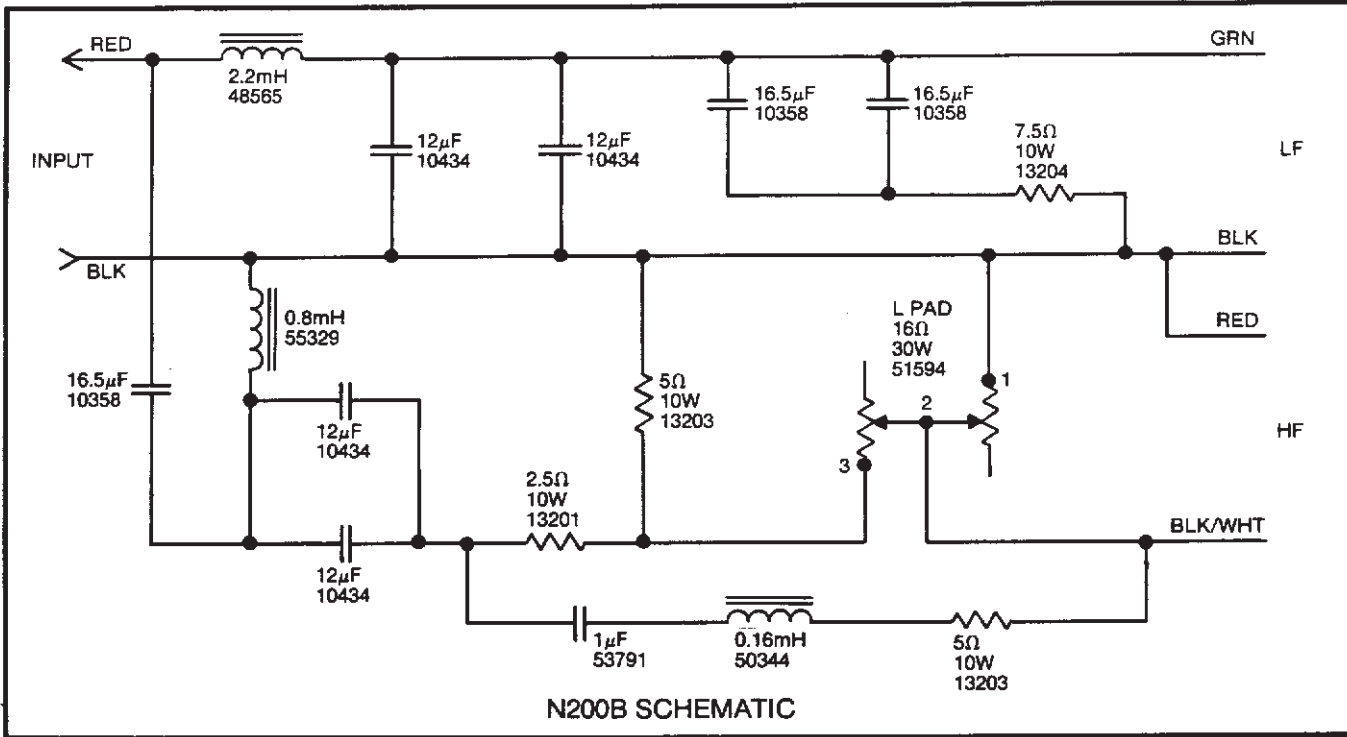 RED
2.2mH
48565
GRN
INPUT
12µF
10434
12µF
10434
16.5µF
10358
16.5µF
10358
7.5Ω
10W
13204
LF
BLK
BLK
RED
0.8mH
55329
16.5µF
10358
12µF
10434
12µF
10434
2.5Ω
10W
13201
5Ω
10W
13203
L PAD
16Ω
30W
51594
1
2
3
HF
BLK/WHT
1µF
53791
0.16mH
50344
5Ω
10W
13203
N200B SCHEMATIC